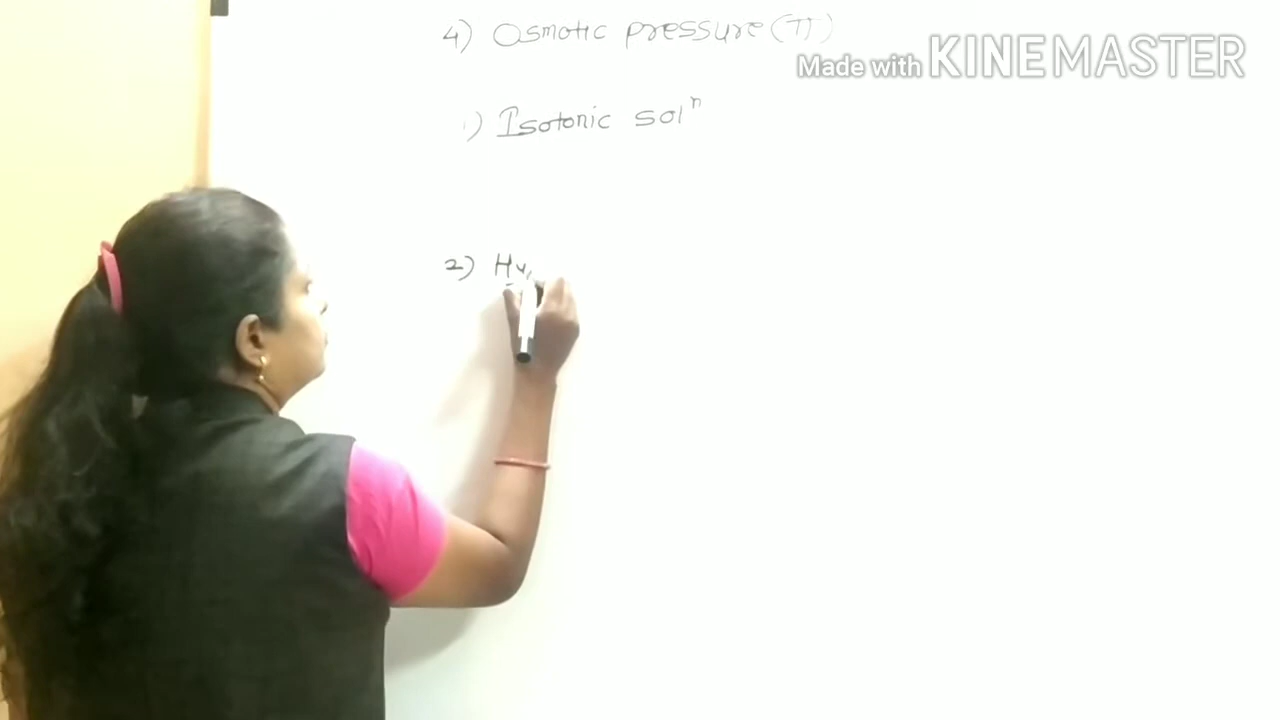 4) Osmotic pressure (π)
Made with KINEMASTER
1) Isotonic solⁿ
2) Hy